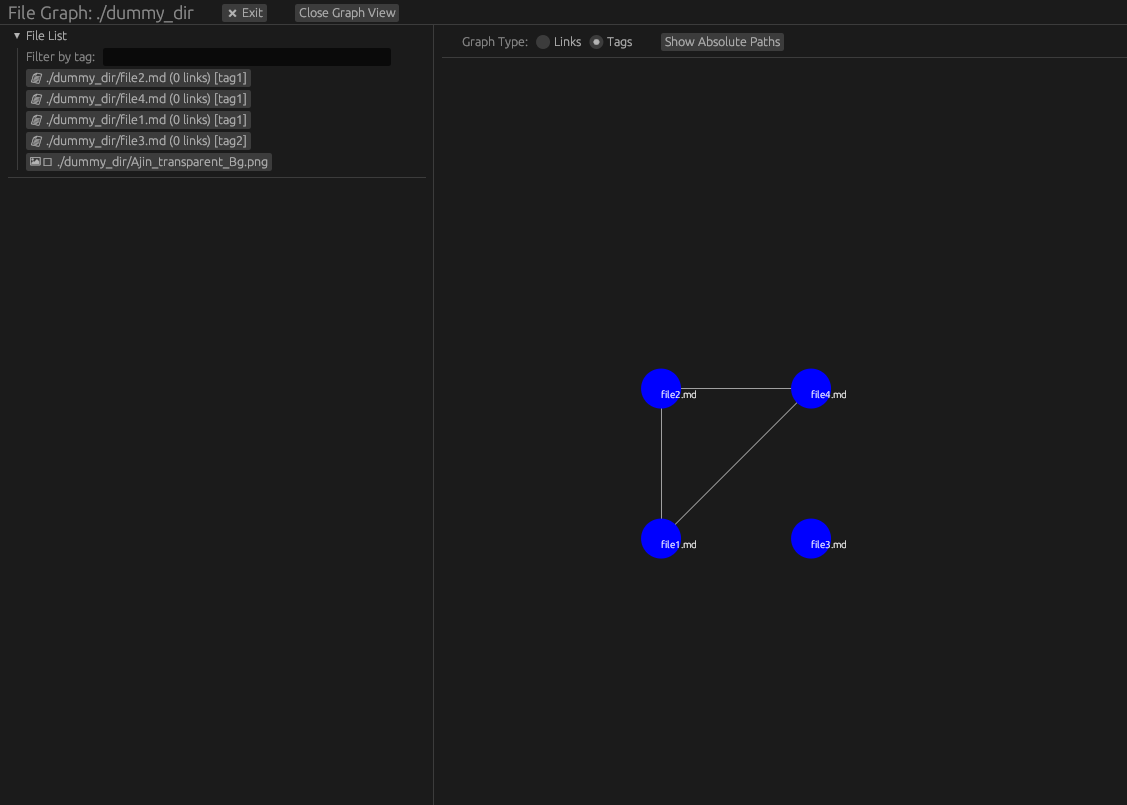 File Graph: ./dummy_dir
Exit
Close Graph View
File List
Filter by tag:
./dummy_dir/file2.md (0 links) [tag1]
./dummy_dir/file4.md (0 links) [tag1]
./dummy_dir/file1.md (0 links) [tag1]
./dummy_dir/file3.md (0 links) [tag2]
./dummy_dir/Ajin_transparent_Bg.png
Graph Type: Links Tags Show Absolute Paths
file2.md
file4.md
file1.md
file3.md